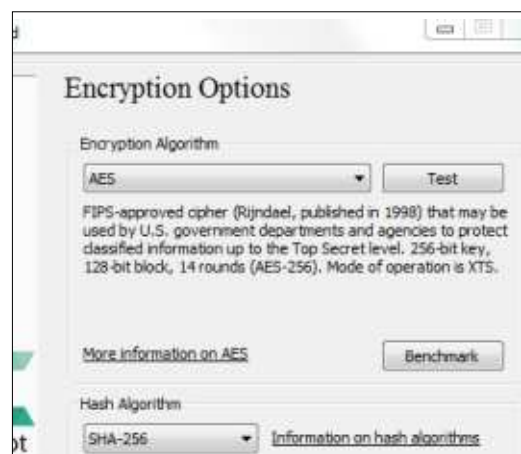 Encryption Options
Encryption Algorithm
AES
Test
FIPS-approved cipher (Rijndael, published in 1998) that may be
used by U.S. government departments and agencies to protect
classified information up to the Top Secret level. 256-bit key,
128-bit block, 14 rounds (AES-256). Mode of operation is XTS.
More information on AES
Benchmark
Hash Algorithm
SHA-256
Information on hash algorithms